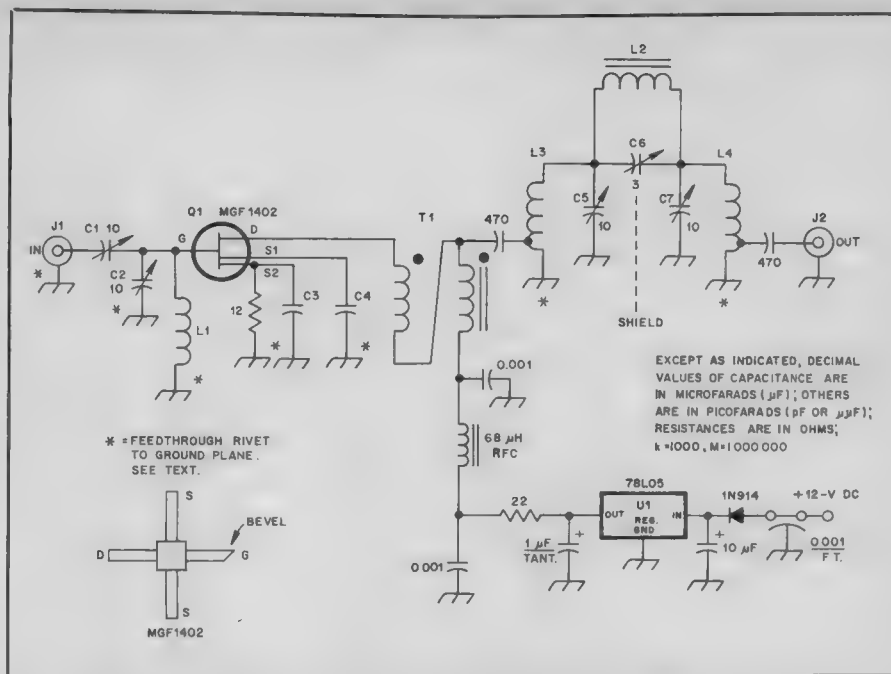 L2
C6
3
L3
L4
C5
10
C7
10
J1
IN
*
C1 10
C2
10
*
L1
*
Q1 MGF1402
G
D
S1
S2
12
*
C3
C4
*
T1
470
*
*
470
J2
OUT
SHIELD
0.001
68 µH
RFC
EXCEPT AS INDICATED, DECIMAL
VALUES OF CAPACITANCE ARE
IN MICROFARADS (µF); OTHERS
ARE IN PICOFARADS (pF OR µµF);
RESISTANCES ARE IN OHMS;
k=1000, M=1000000
* = FEEDTHROUGH RIVET
TO GROUND PLANE.
SEE TEXT.
S
BEVEL
D
G
S
MGF1402
22
0.001
1 µF
TANT.
+
78L05
OUT
U1
IN
REG.
GND
+
10 µF
1N914
+12-V DC
0.001
F.T.